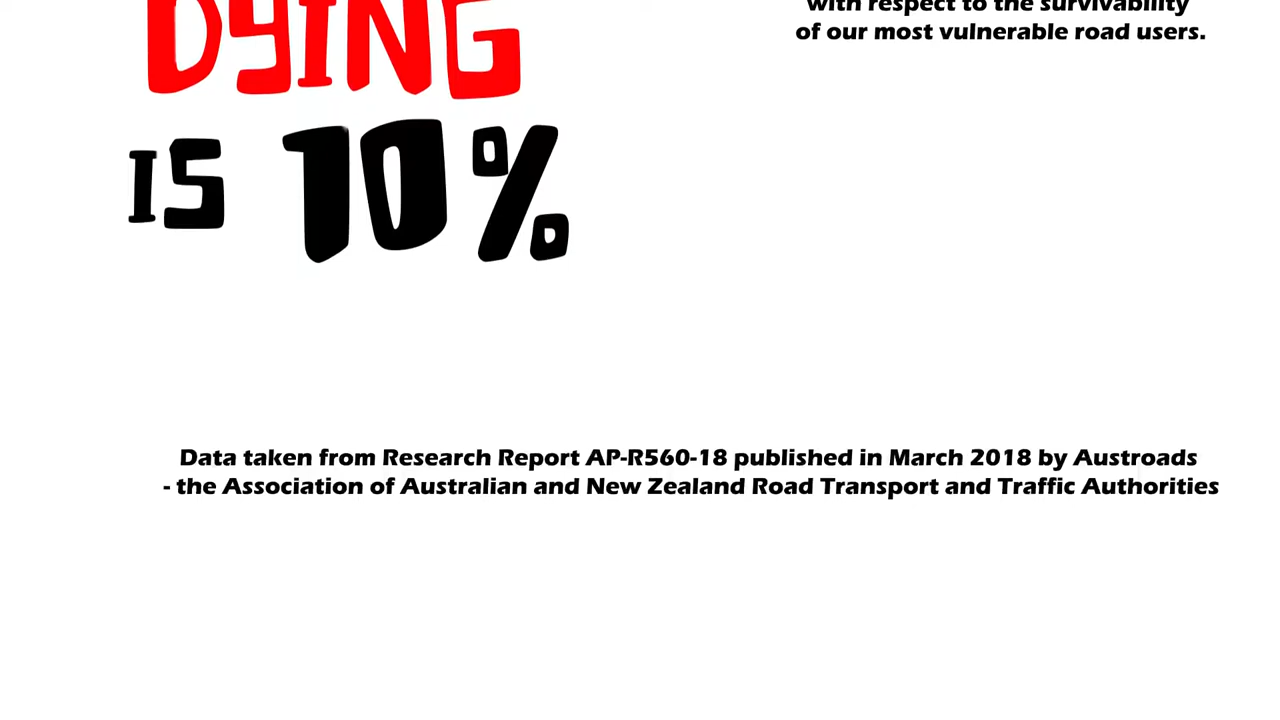 DYING
IS 10%
with respect to the survivability
of our most vulnerable road users.
Data taken from Research Report AP-R560-18 published in March 2018 by Austroads
- the Association of Australian and New Zealand Road Transport and Traffic Authorities